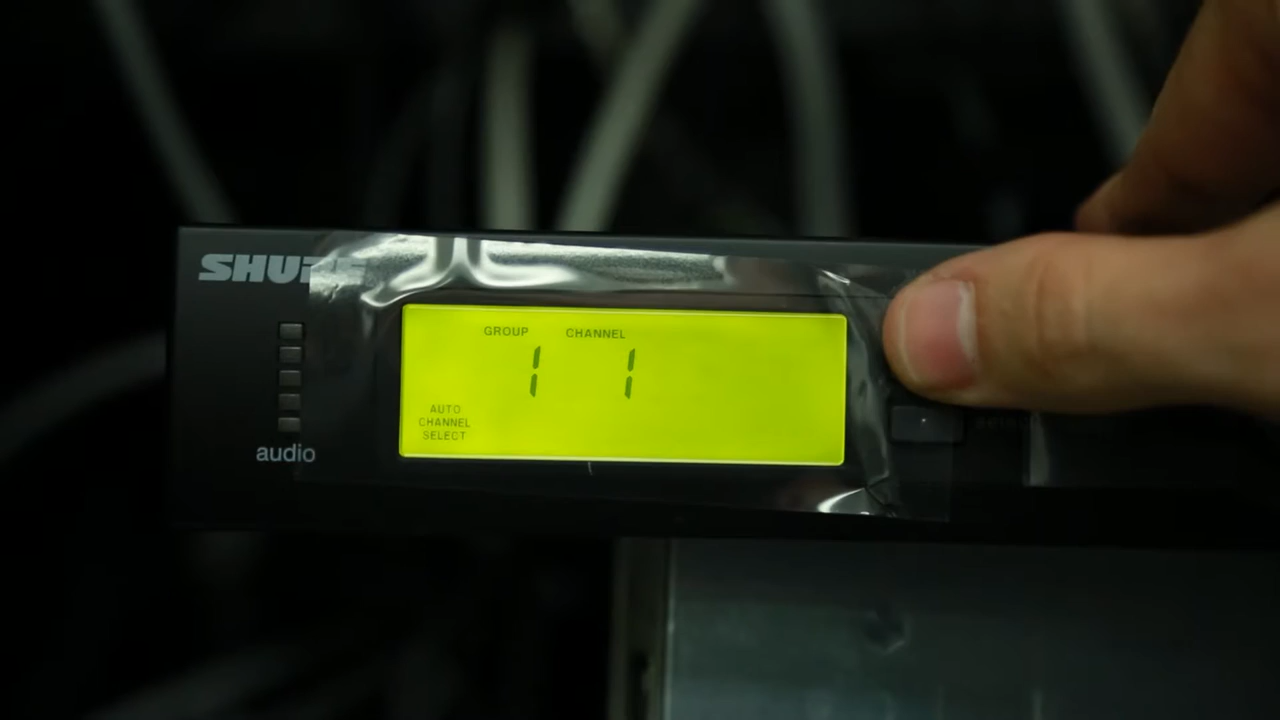 SHURE
GROUP CHANNEL
1 1
AUTO
CHANNEL
SELECT
audio